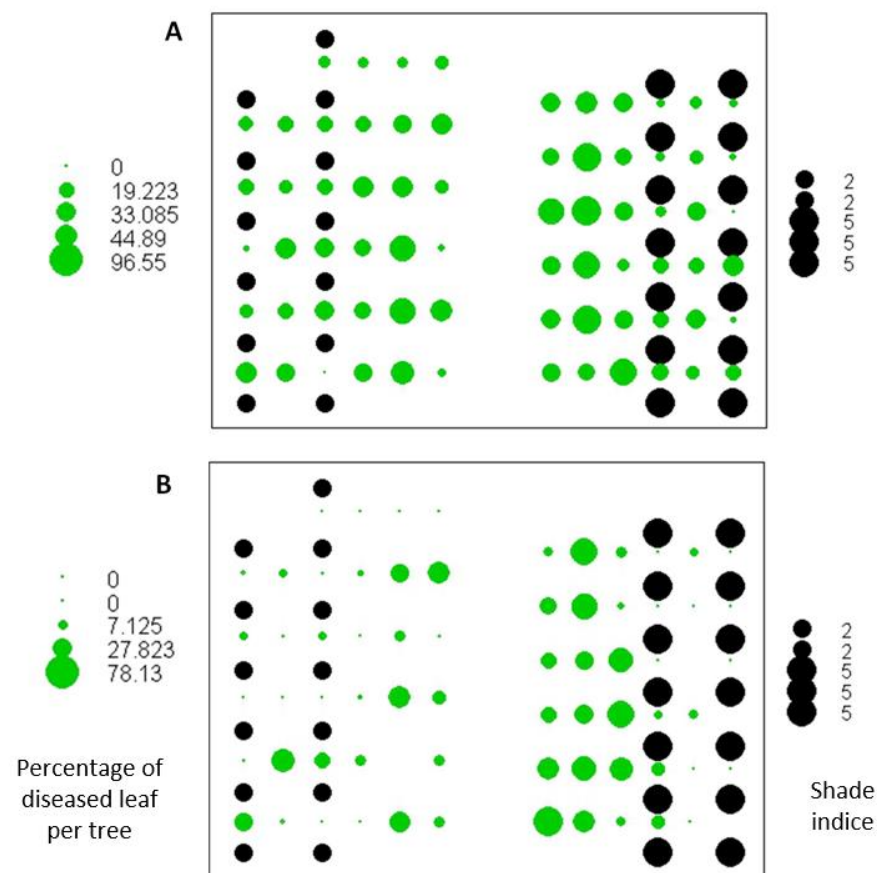 A
0
19.223
33.085
44.89
96.55
2
2
5
5
5
B
0
0
7.125
27.823
78.13
2
2
5
5
5
Percentage of
diseased leaf
per tree
Shade
indice